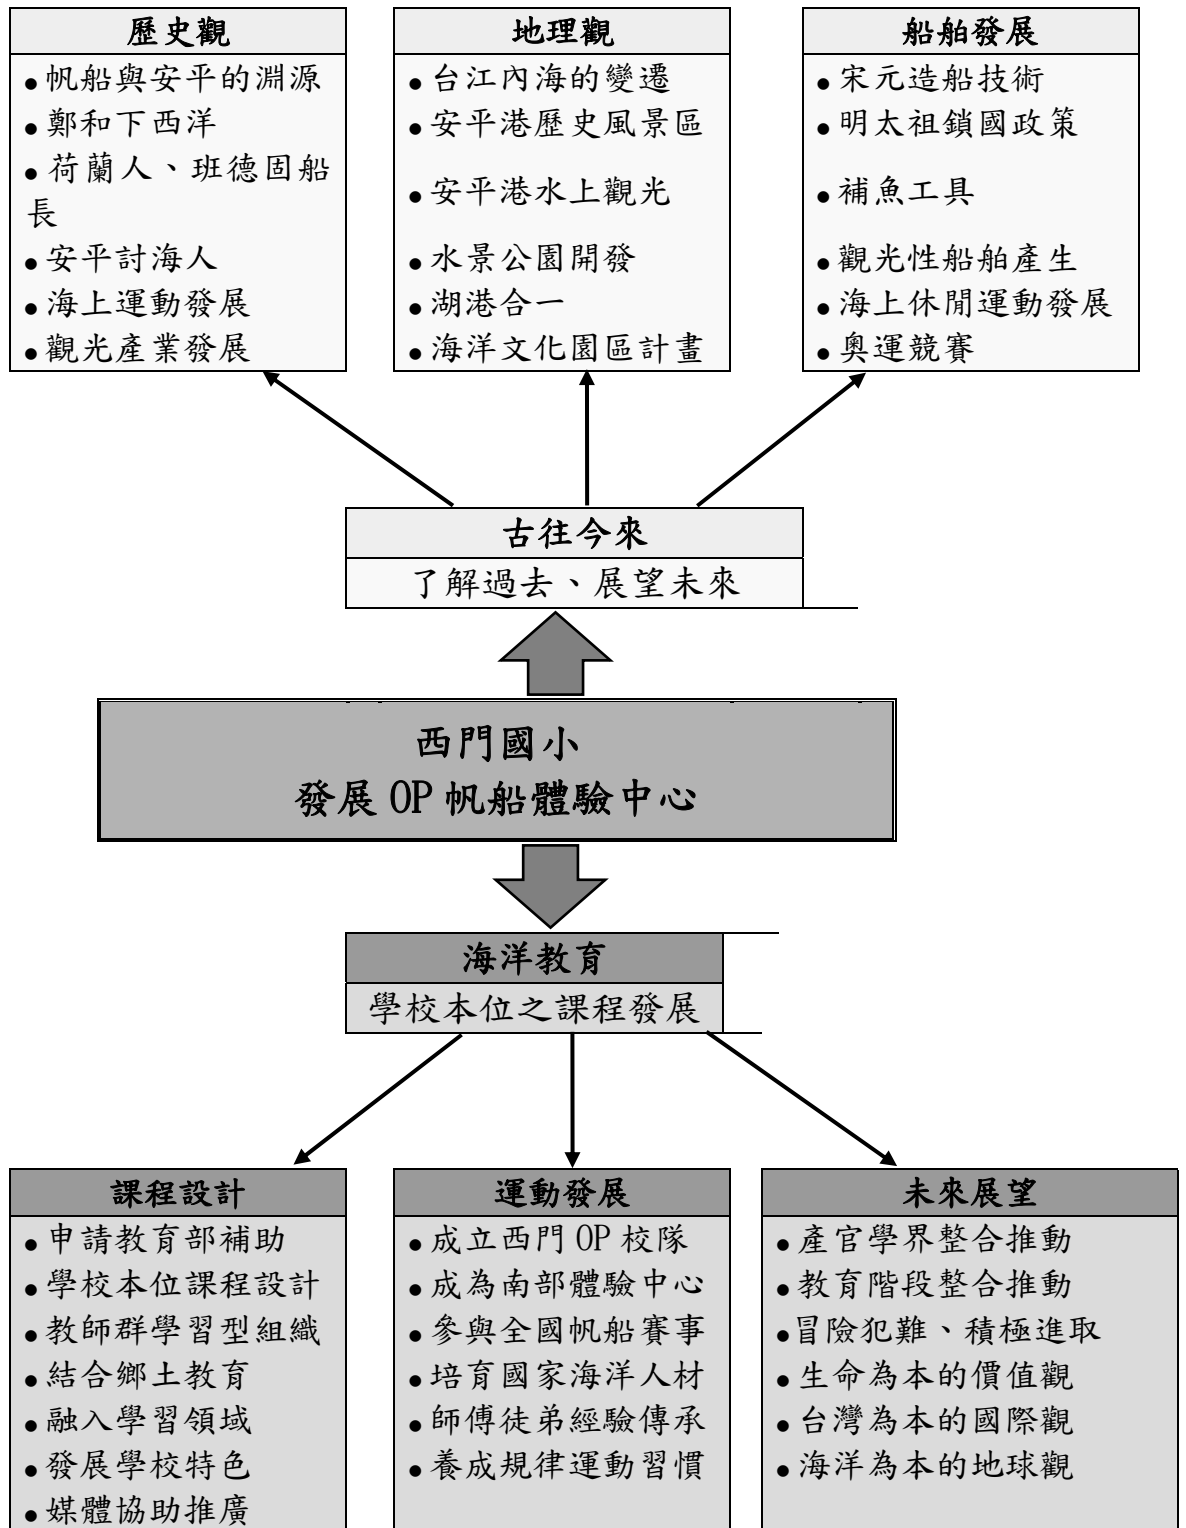 歷史觀
●帆船與安平的淵源
●鄭和下西洋
●荷蘭人、班德固船
長
●安平討海人
●海上運動發展
●觀光產業發展
地理觀
●台江內海的變遷
●安平港歷史風景區
●安平港水上觀光
●水景公園開發
●湖港合一
●海洋文化園區計畫
船舶發展
●宋元造船技術
●明太祖鎖國政策
●補魚工具
●觀光性船舶產生
●海上休閒運動發展
●奧運競賽
古往今來
了解過去、展望未來
西門國小
發展 OP 帆船體驗中心
海洋教育
學校本位之課程發展
課程設計
●申請教育部補助
●學校本位課程設計
●教師群學習型組織
●結合鄉土教育
●融入學習領域
●發展學校特色
●媒體協助推廣
運動發展
●成立西門 OP 校隊
●成為南部體驗中心
●參與全國帆船賽事
●培育國家海洋人材
●師傅徒弟經驗傳承
●養成規律運動習慣
未來展望
●產官學界整合推動
●教育階段整合推動
●冒險犯難、積極進取
●生命為本的價值觀
●台灣為本的國際觀
●海洋為本的地球觀